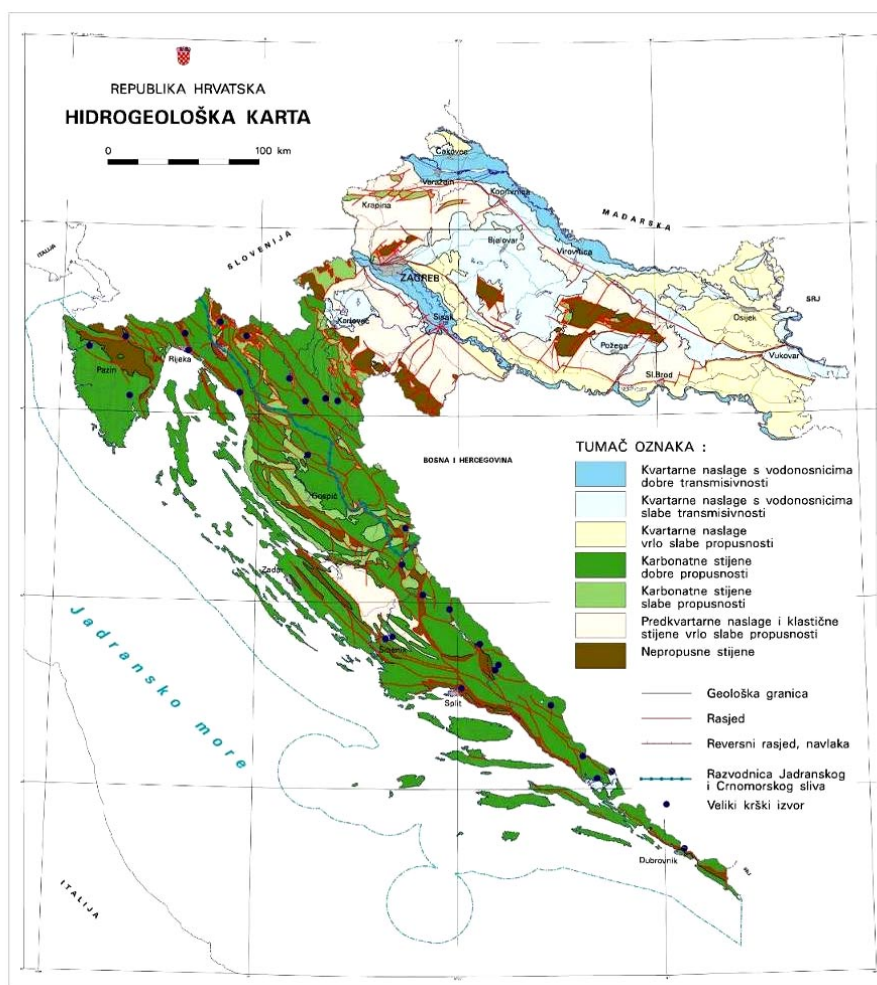 REPUBLIKA HRVATSKA
HIDROGEOLOŠKA KARTA
0 100 km
Čakovec
Varaždin
Koprivnica
Krapina
MAĐARSKA
SLOVENIJA
ITALIJA
Bjelovar
Virovitica
ZAGREB
SRJ
Osijek
Karlovac
Sisak
Požega
Vukovar
Rijeka
Pazin
Sl.Brod
BOSNA I HERCEGOVINA
TUMAČ OZNAKA :
Kvartarne naslage s vodonosnicima
dobre transmisivnosti
Kvartarne naslage s vodonosnicima
slabe transmisivnosti
Kvartarne naslage
vrlo slabe propusnosti
Karbonatne stijene
dobre propusnosti
Karbonatne stijene
slabe propusnosti
Predkvartarne naslage i klastične
stijene vrlo slabe propusnosti
Nepropusne stijene
Geološka granica
Rasjed
Reversni rasjed, navlaka
Razvodnica Jadranskog
i Crnomorskog sliva
Veliki krški izvor
Gospić
Zadar
Šibenik
Split
Jadransko more
Dubrovnik
ITALIJA